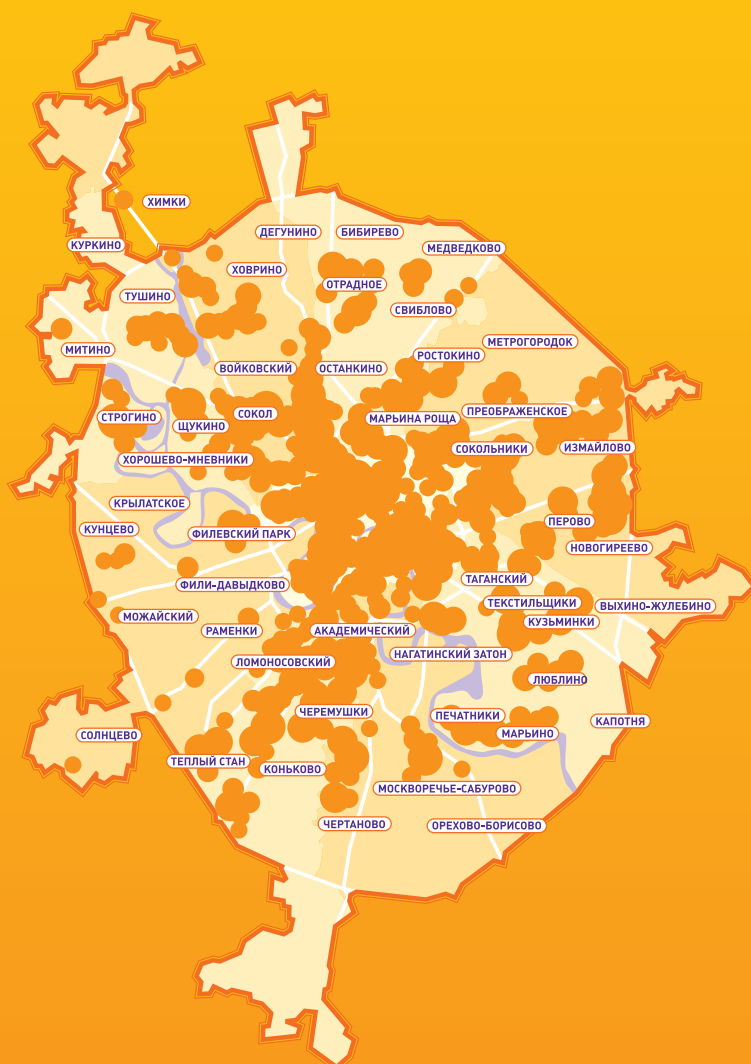 ХИМКИ
ДЕГУНИНО
БИБИРЕВО
КУРКИНО
МЕДВЕДКОВО
ХОВРИНО
ОТРАДНОЕ
ТУШИНО
СВИБЛОВО
МЕТРОГОРОДОК
МИТИНО
РОСТОКИНО
ВОЙКОВСКИЙ
ОСТАНКИНО
СТРОГИНО
СОКОЛ
МАРЬИНА РОЩА
ПРЕОБРАЖЕНСКОЕ
ЩУКИНО
СОКОЛЬНИКИ
ИЗМАЙЛОВО
ХОРОШЕВО-МНЕВНИКИ
КРЫЛАТСКОЕ
ПЕРОВО
КУНЦЕВО
ФИЛЕВСКИЙ ПАРК
НОВОГИРЕЕВО
ФИЛИ-ДАВЫДКОВО
ТАГАНСКИЙ
ТЕКСТИЛЬЩИКИ
ВЫХИНО-ЖУЛЕБИНО
МОЖАЙСКИЙ
КУЗЬМИНКИ
РАМЕНКИ
АКАДЕМИЧЕСКИЙ
НАГАТИНСКИЙ ЗАТОН
ЛОМОНОСОВСКИЙ
ЛЮБЛИНО
ЧЕРЕМУШКИ
ПЕЧАТНИКИ
КАПОТНЯ
СОЛНЦЕВО
МАРЬИНО
ТЕПЛЫЙ СТАН
КОНЬКОВО
МОСКВОРЕЧЬЕ-САБУРОВО
ЧЕРТАНОВО
ОРЕХОВО-БОРИСОВО